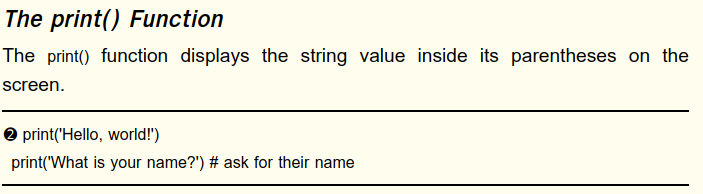 The print() Function
The print() function displays the string value inside its parentheses on the
screen.
❷ print('Hello, world!')
print('What is your name?') # ask for their name